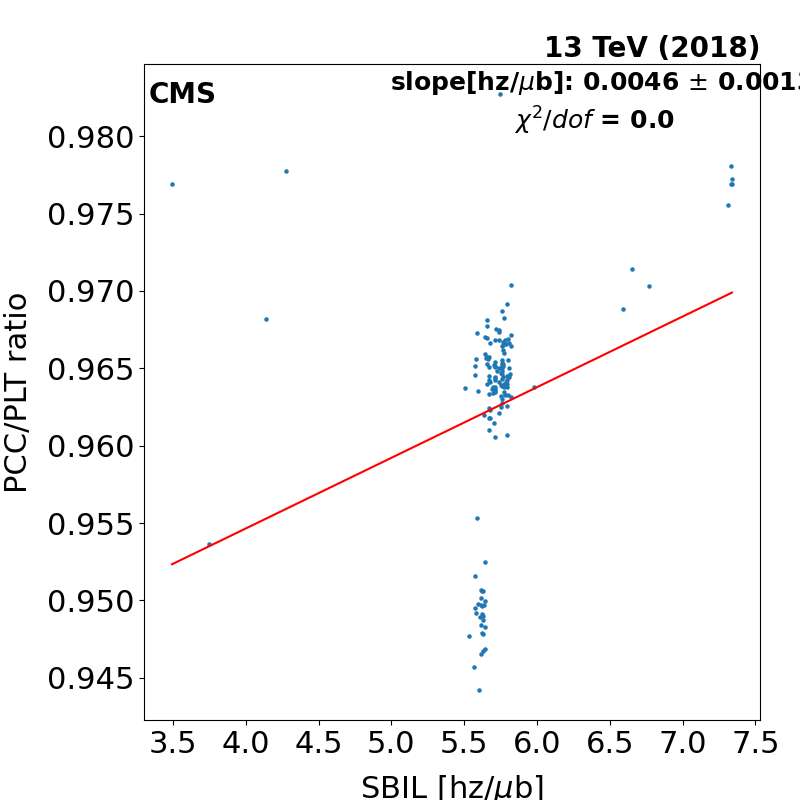 13 TeV (2018)
CMS
slope[hz/μb]: 0.0046 ± 0.0013
χ²/dof = 0.0
PCC/PLT ratio
0.980
0.975
0.970
0.965
0.960
0.955
0.950
0.945
3.5 4.0 4.5 5.0 5.5 6.0 6.5 7.0 7.5
SBIL [hz/μb]